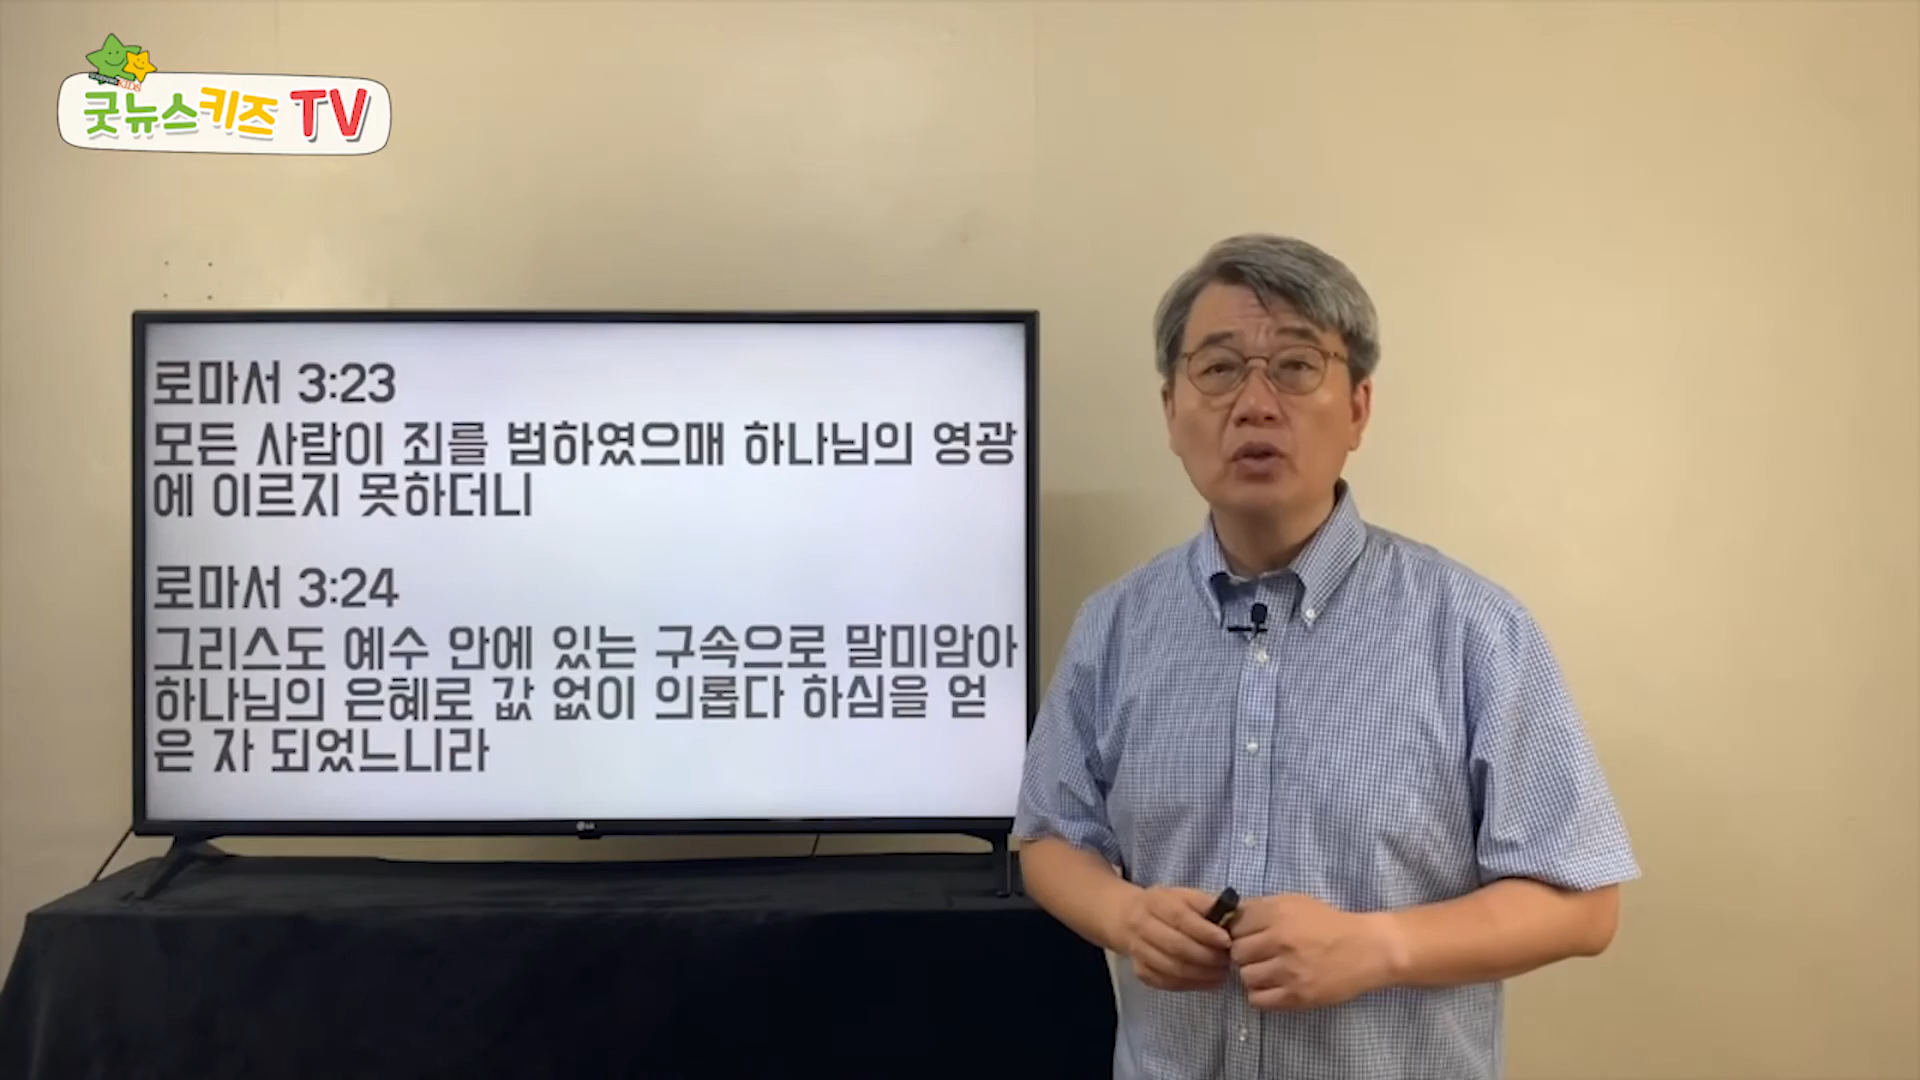 굿뉴스키즈 TV
로마서 3:23
모든 사람이 죄를 범하였으매 하나님의 영광
에 이르지 못하더니
로마서 3:24
그리스도 예수 안에 있는 구속으로 말미암아
하나님의 은혜로 값 없이 의롭다 하심을 얻
은 자 되었느니라
LG